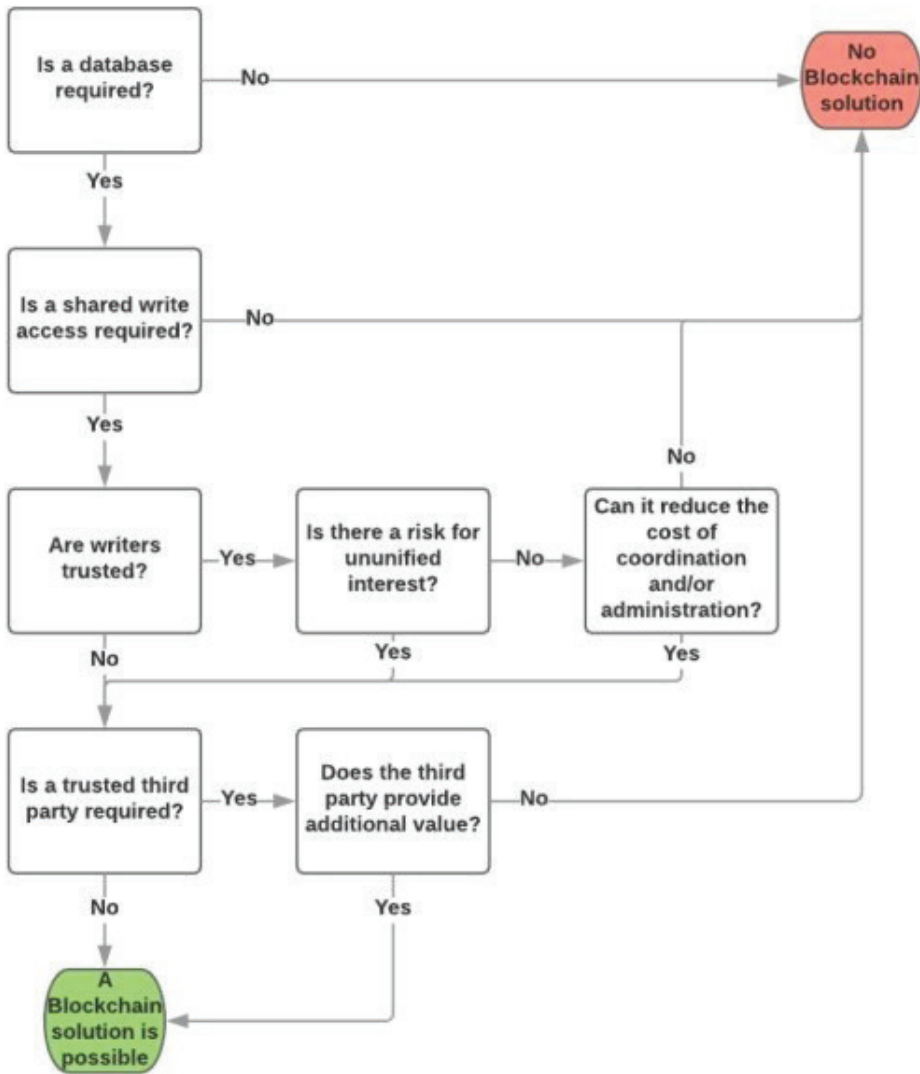 Is a database
required?
No
No
Blockchain
solution
Yes
Is a shared write
access required?
No
Yes
No
Are writers
trusted?
Yes
Is there a risk for
ununified
interest?
No
Can it reduce the
cost of
coordination
and/or
administration?
No
Yes
Yes
Is a trusted third
party required?
Yes
Does the third
party provide
additional value?
No
No
Yes
A
Blockchain
solution is
possible